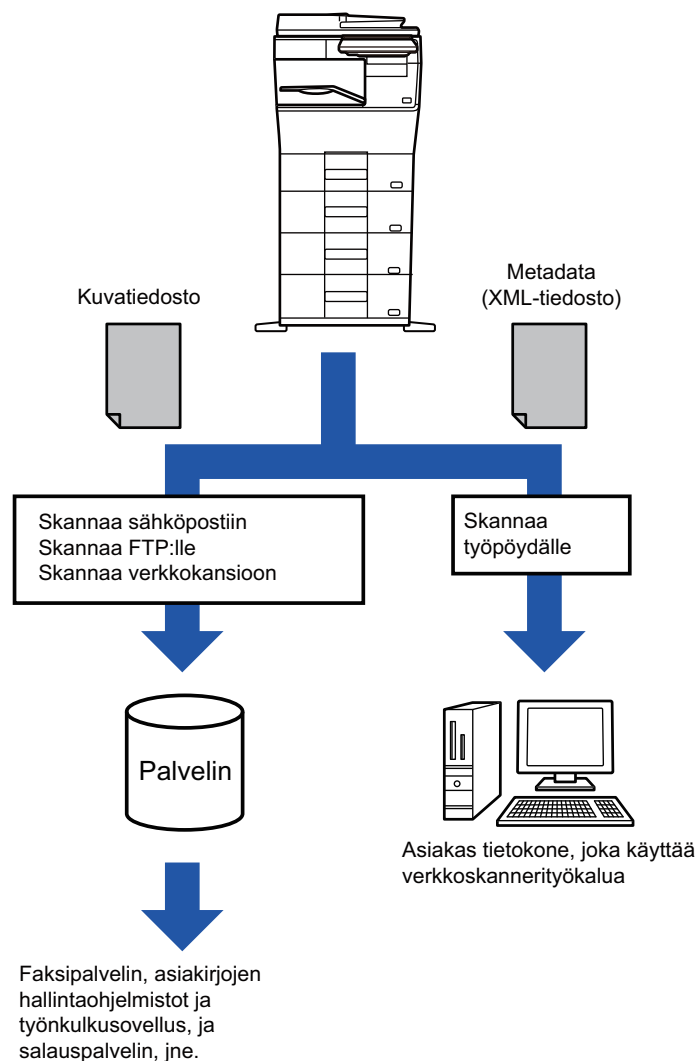 Kuvatiedosto
Metadata
(XML-tiedosto)
Skannaa sähköpostiin
Skannaa FTP:lle
Skannaa verkkokansioon
Skannaa
työpöydälle
Palvelin
Asiakas tietokone, joka käyttää
verkkoskannerityökalua
Faksipalvelin, asiakirjojen
hallintaohjelmistot ja
työnkulkusovellus, ja
salauspalvelin, jne.